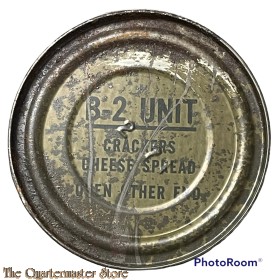 B-2 UNIT
CRACKERS
CHEESE SPREAD
OPEN OTHER END
The Quartermaster Store
PhotoRoom®